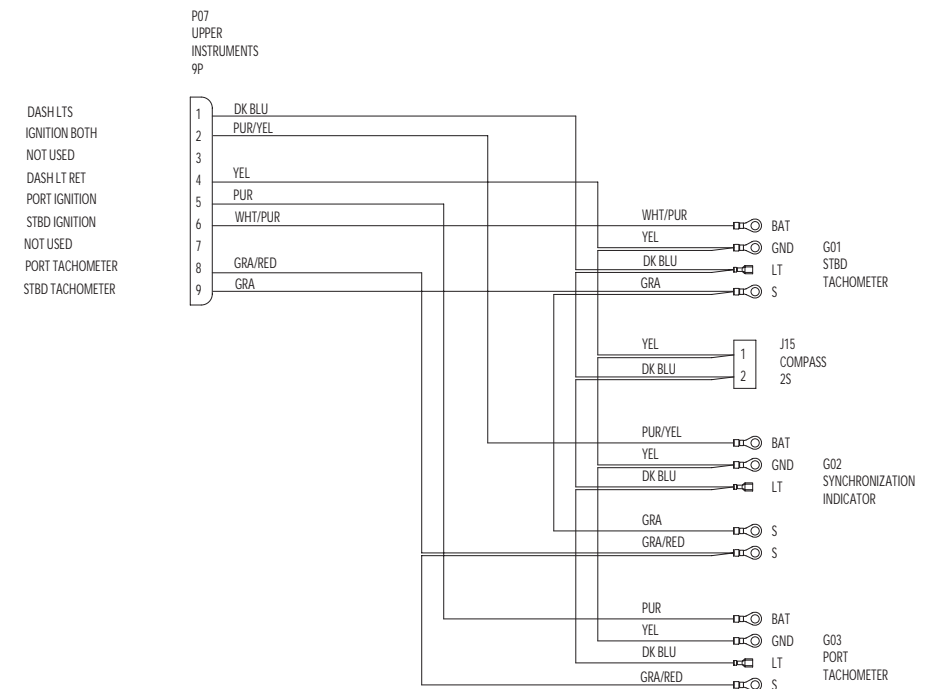 P07
UPPER
INSTRUMENTS
9P
DASH LTS
IGNITION BOTH
NOT USED
DASH LT RET
PORT IGNITION
STBD IGNITION
NOT USED
PORT TACHOMETER
STBD TACHOMETER
1
2
3
4
5
6
7
8
9
DK BLU
PUR/YEL
YEL
PUR
WHT/PUR
GRA/RED
GRA
WHT/PUR
YEL
DK BLU
GRA
BAT
GND
LT
S
G01
STBD
TACHOMETER
YEL
DK BLU
1
2
J15
COMPASS
2S
PUR/YEL
YEL
DK BLU
GRA
GRA/RED
BAT
GND
LT
S
S
G02
SYNCHRONIZATION
INDICATOR
PUR
YEL
DK BLU
GRA/RED
BAT
GND
LT
S
G03
PORT
TACHOMETER